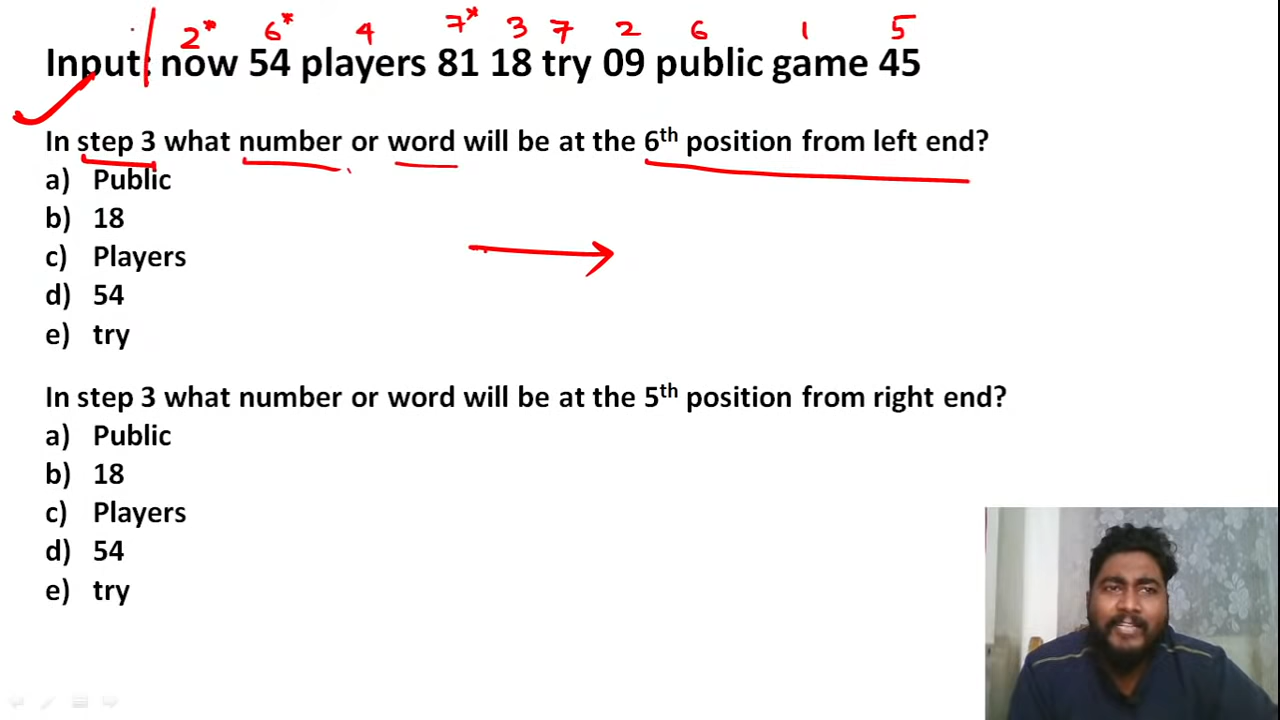 2* 6* 4 7* 3 7 2 6 1 5
Input: now 54 players 81 18 try 09 public game 45
In step 3 what number or word will be at the 6th position from left end?
a) Public
b) 18
c) Players
d) 54
e) try
In step 3 what number or word will be at the 5th position from right end?
a) Public
b) 18
c) Players
d) 54
e) try